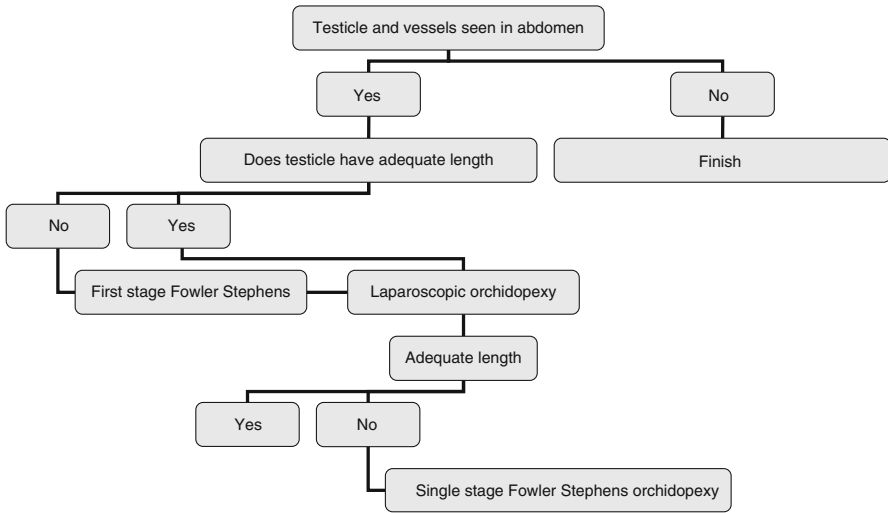 Testicle and vessels seen in abdomen
Yes
No
Does testicle have adequate length
Finish
No
Yes
First stage Fowler Stephens
Laparoscopic orchidopexy
Adequate length
Yes
No
Single stage Fowler Stephens orchidopexy